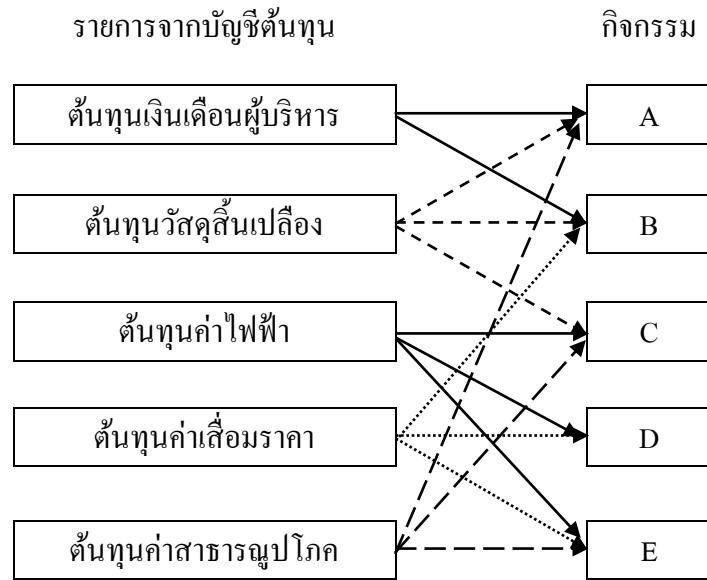 รายการจากบัญชีต้นทุน กิจกรรม
ต้นทุนเงินเดือนผู้บริหาร A
ต้นทุนวัสดุสิ้นเปลือง B
ต้นทุนค่าไฟฟ้า C
ต้นทุนค่าเสื่อมราคา D
ต้นทุนค่าสาธารณูปโภค E